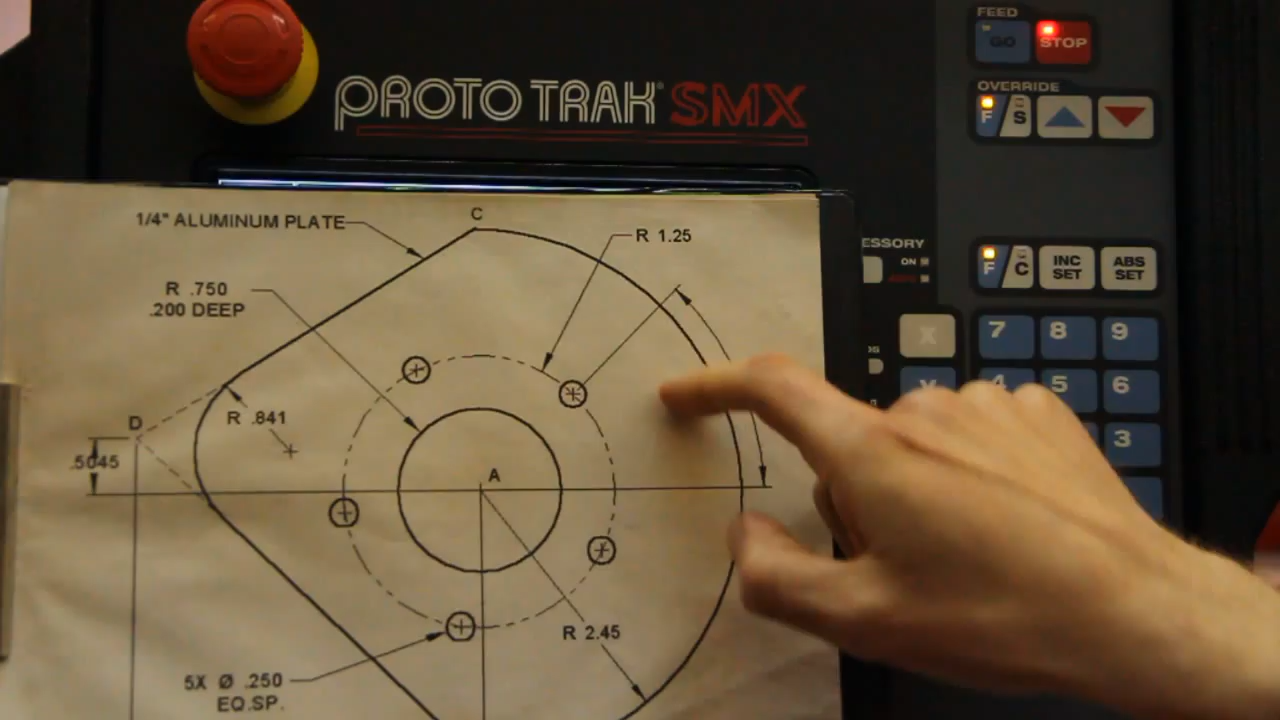 FEED
GO
STOP
PROTO TRAK SMX
OVERRIDE
F
S
1/4" ALUMINUM PLATE
C
R 1.25
ESSORY
ON
F
C
INC
SET
ABS
SET
R .750
.200 DEEP
X
7
8
9
Y
4
5
6
3
R .841
D
.5045
A
R 2.45
5X Ø .250
EQ.SP.